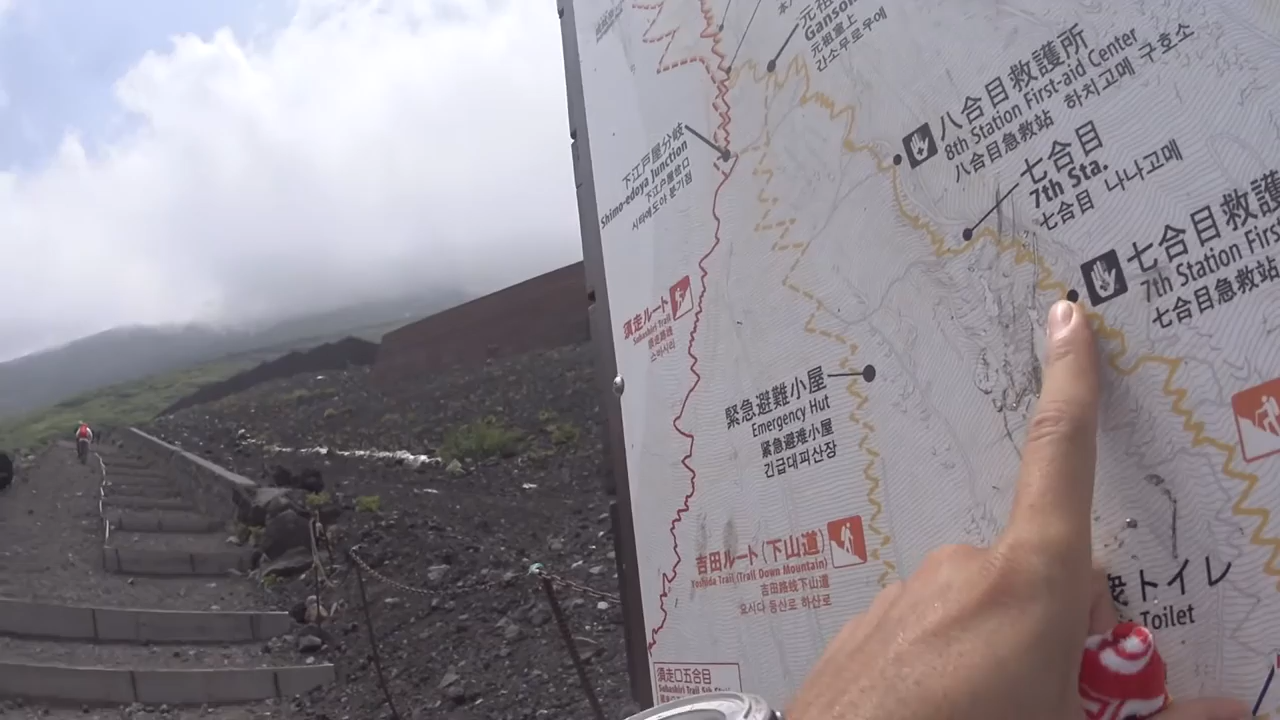 元祖
Ganso
元祖室上
간소무로우에
八合目救護所
8th Station First-aid Center
八合目急救站 하치고메 구호소
下江戸屋分岐
Shimo-edoya Junction
下江戸屋岔口
시타에도야 분기점
七合目
7th Sta.
七合目 나나고메
七合目救護
7th Station First
七合目急救站
須走ルート
Subashiri Trail
須走路线
스바시리
緊急避難小屋
Emergency Hut
紧急避难小屋
긴급대피산장
吉田ルート(下山道)
Yoshida Trail (Trail Down Mountain)
吉田路线下山道
요시다 등산로 하산로
衆トイレ
Toilet
須走口五合目
Subashiri Trail 5th Sta.